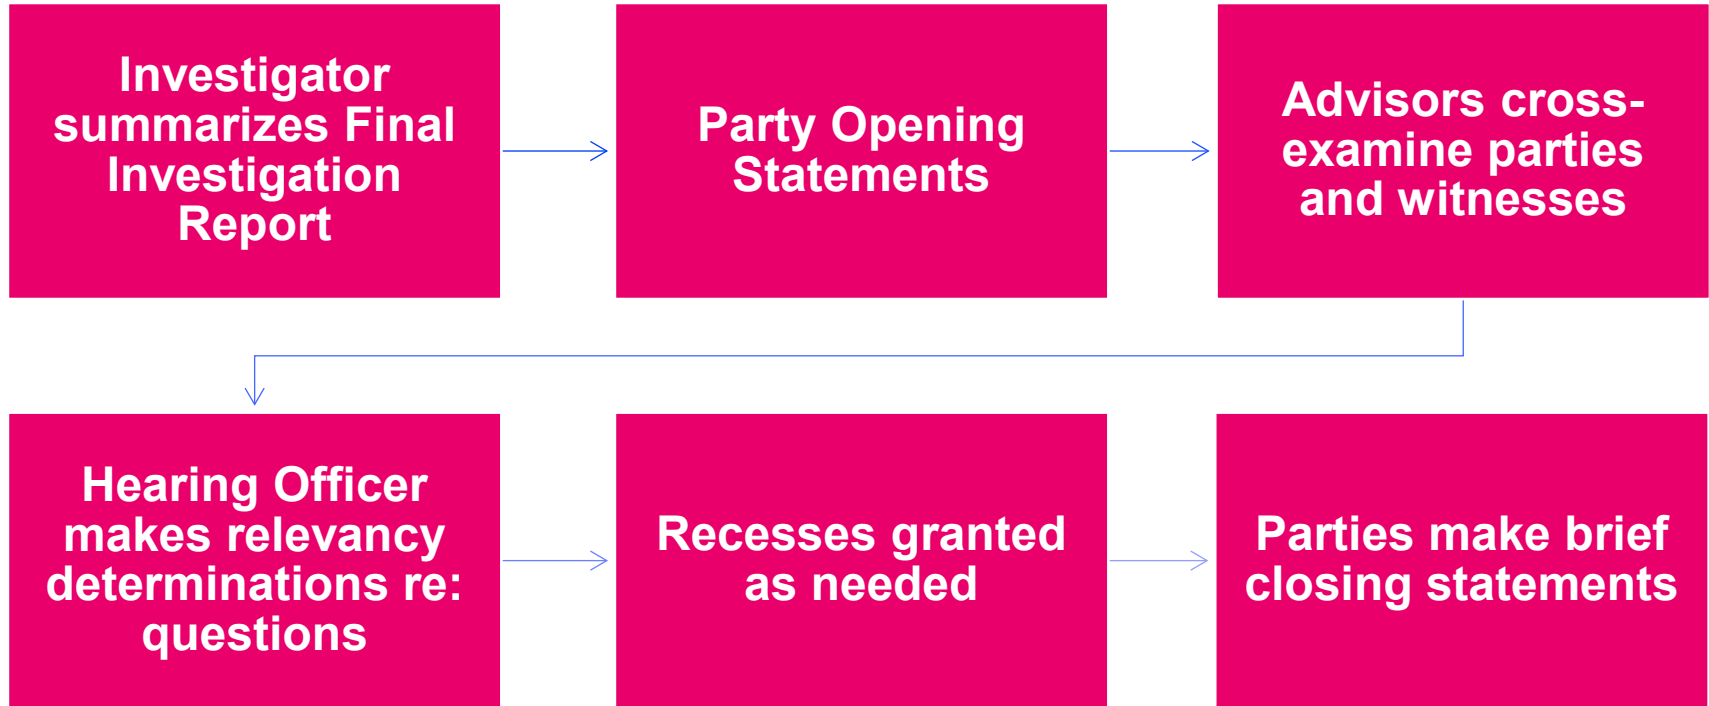 Investigator
summarizes Final
Investigation
Report
Party Opening
Statements
Advisors cross-
examine parties
and witnesses
Hearing Officer
makes relevancy
determinations re:
questions
Recesses granted
as needed
Parties make brief
closing statements